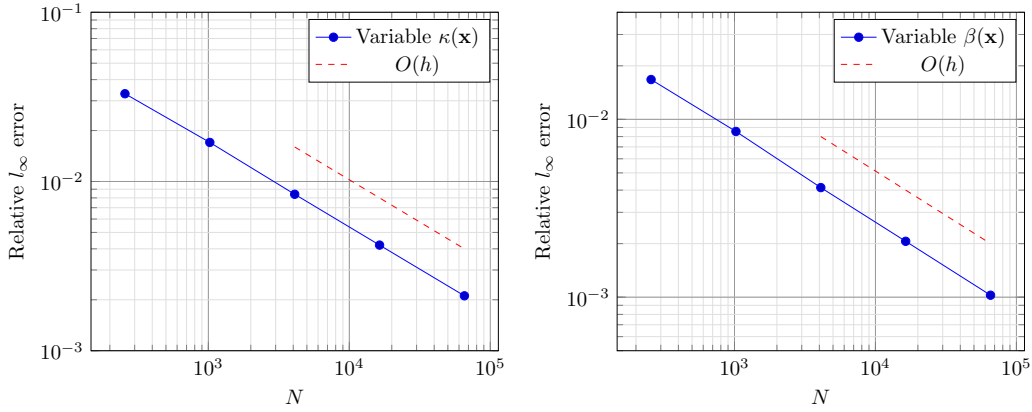 10^{-1}
10^{-2}
10^{-3}
Relative l_∞ error
Variable κ(x)
O(h)
10^3
10^4
10^5
N
10^{-2}
10^{-3}
Relative l_∞ error
Variable β(x)
O(h)
10^3
10^4
10^5
N